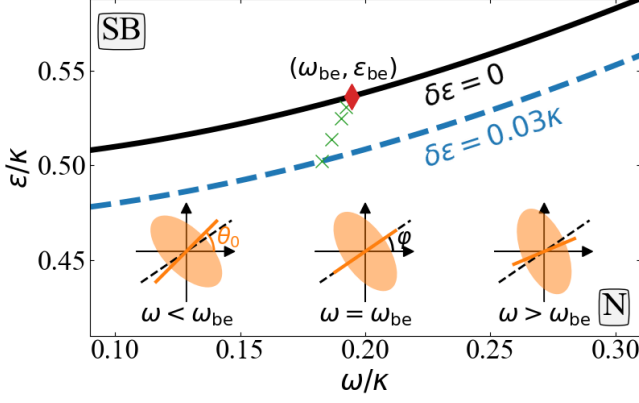 SB
(ω_be, ε_be)
δε = 0
δε = 0.03κ
0.55
0.50
0.45
ε/κ
θ₀
φ
ω < ω_be
ω = ω_be
ω > ω_be
N
0.10
0.15
0.20
0.25
0.30
ω/κ